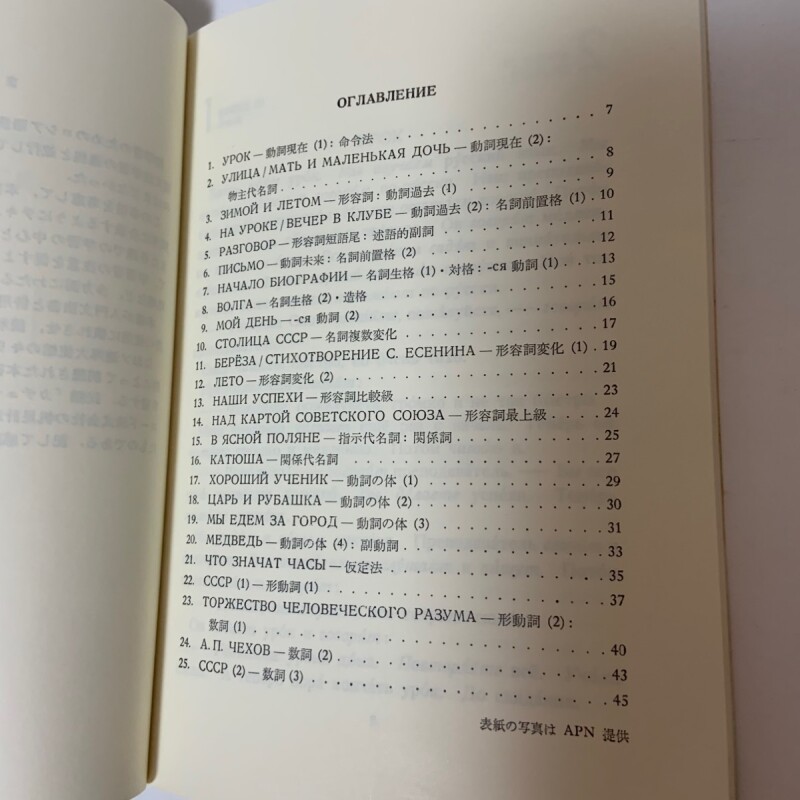 ОГЛАВЛЕНИЕ
1. УРОК — 動詞現在 (1): 命令法 . . . . . . . . . . . . . . . . 7
2. УЛИЦА / МАТЬ И МАЛЕНЬКАЯ ДОЧЬ — 動詞現在 (2):
物主代名詞 . . . . . . . . . . . . . . . . . . . . . . . . 8
3. ЗИМОЙ И ЛЕТОМ — 形容詞: 動詞過去 (1) . . . . . . . . . 9
4. НА УРОКЕ / ВЕЧЕР В КЛУБЕ — 動詞過去 (2): 名詞前置格 (1) 10
5. РАЗГОВОР — 形容詞短語尾: 述語的副詞 . . . . . . . . . . 11
6. ПИСЬМО — 動詞未来: 名詞前置格 (2) . . . . . . . . . . . 12
7. НАЧАЛО БИОГРАФИИ — 名詞生格 (1)・対格: -ся 動詞 (1) . . . 13
8. ВОЛГА — 名詞生格 (2)・造格 . . . . . . . . . . . . . . 15
9. МОЙ ДЕНЬ — -ся 動詞 (2) . . . . . . . . . . . . . . . 16
10. СТОЛИЦА СССР — 名詞複数変化 . . . . . . . . . . . . . 17
11. БЕРЁЗА / СТИХОТВОРЕНИЕ С. ЕСЕНИНА — 形容詞変化 (1) . 19
12. ЛЕТО — 形容詞変化 (2) . . . . . . . . . . . . . . . . 21
13. НАШИ УСПЕХИ — 形容詞比較級 . . . . . . . . . . . . . 23
14. НАД КАРТОЙ СОВЕТСКОГО СОЮЗА — 形容詞最上級 . . . . 24
15. В ЯСНОЙ ПОЛЯНЕ — 指示代名詞: 関係詞 . . . . . . . . . 25
16. КАТЮША — 関係代名詞 . . . . . . . . . . . . . . . . 27
17. ХОРОШИЙ УЧЕНИК — 動詞の体 (1) . . . . . . . . . . . 29
18. ЦАРЬ И РУБАШКА — 動詞の体 (2) . . . . . . . . . . . 30
19. МЫ ЕДЕМ ЗА ГОРОД — 動詞の体 (3) . . . . . . . . . . 31
20. МЕДВЕДЬ — 動詞の体 (4): 副動詞 . . . . . . . . . . . 33
21. ЧТО ЗНАЧАТ ЧАСЫ — 仮定法 . . . . . . . . . . . . . 35
22. СССР (1) — 形動詞 (1) . . . . . . . . . . . . . . . . 37
23. ТОРЖЕСТВО ЧЕЛОВЕЧЕСКОГО РАЗУМА — 形動詞 (2):
数詞 (1) . . . . . . . . . . . . . . . . . . . . . . . . 40
24. А. П. ЧЕХОВ — 数詞 (2) . . . . . . . . . . . . . . . 43
25. СССР (2) — 数詞 (3) . . . . . . . . . . . . . . . . . 45
表紙の写真は APN 提供